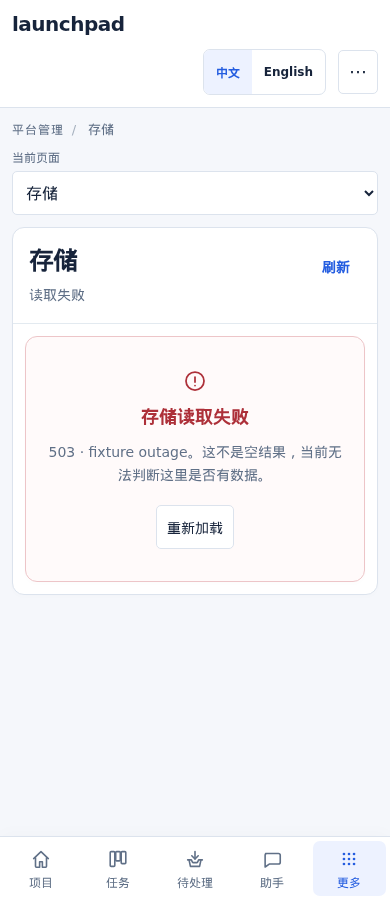 launchpad
中文 English ...
平台管理 / 存储
当前页面
存储
存储
刷新
读取失败
存储读取失败
503 · fixture outage。这不是空结果，当前无
法判断这里是否有数据。
重新加载
项目 任务 待处理 助手 更多